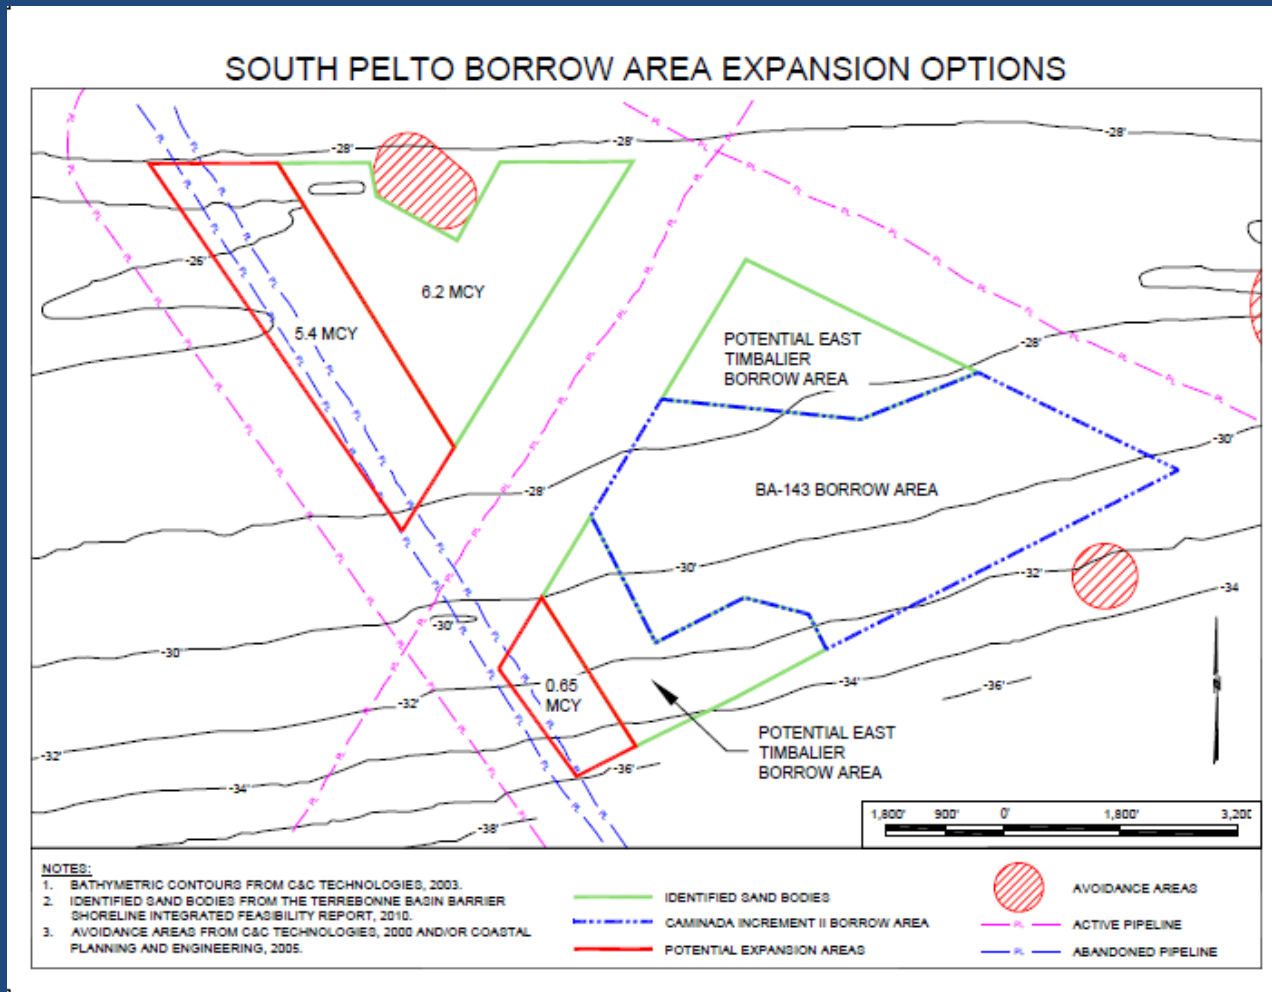 SOUTH PELTO BORROW AREA EXPANSION OPTIONS
-28'
-28'
-28'
-26'
6.2 MCY
5.4 MCY
POTENTIAL EAST
TIMBALIER
BORROW AREA
-28'
-30'
-28'
BA-143 BORROW AREA
-30'
-32'
-34
-30'
-30'
0.65
MCY
-34'
-36'
-32'
POTENTIAL EAST
TIMBALIER
BORROW AREA
-32'
-36'
-34'
-38'
1,800'
900'
0'
1,800'
3,200
NOTES:
1. BATHYMETRIC CONTOURS FROM C&C TECHNOLOGIES, 2003.
2. IDENTIFIED SAND BODIES FROM THE TERREBONNE BASIN BARRIER
SHORELINE INTEGRATED FEASIBILITY REPORT, 2010.
3. AVOIDANCE AREAS FROM C&C TECHNOLOGIES, 2000 AND/OR COASTAL
PLANNING AND ENGINEERING, 2005.
IDENTIFIED SAND BODIES
CAMINADA INCREMENT II BORROW AREA
POTENTIAL EXPANSION AREAS
AVOIDANCE AREAS
PL
ACTIVE PIPELINE
PL
ABANDONED PIPELINE